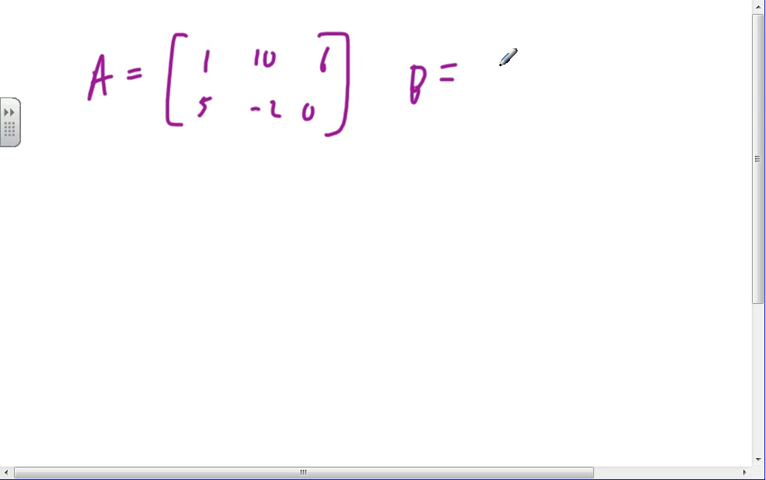 A = [ 1 10 6 ] B =
[ 5 -2 0 ]